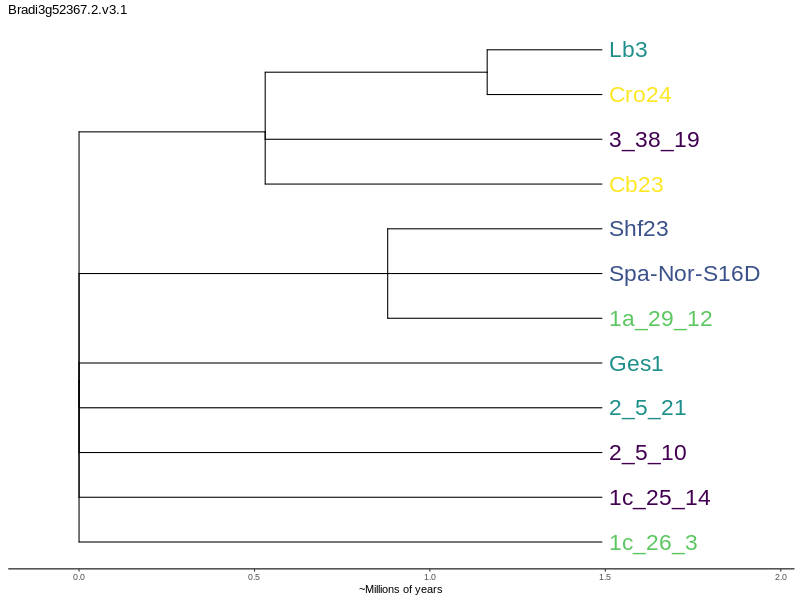 Bradi3g52367.2.v3.1
Lb3
Cro24
3_38_19
Cb23
Shf23
Spa-Nor-S16D
1a_29_12
Ges1
2_5_21
2_5_10
1c_25_14
1c_26_3
0.0 0.5 1.0 1.5 2.0
~Millions of years